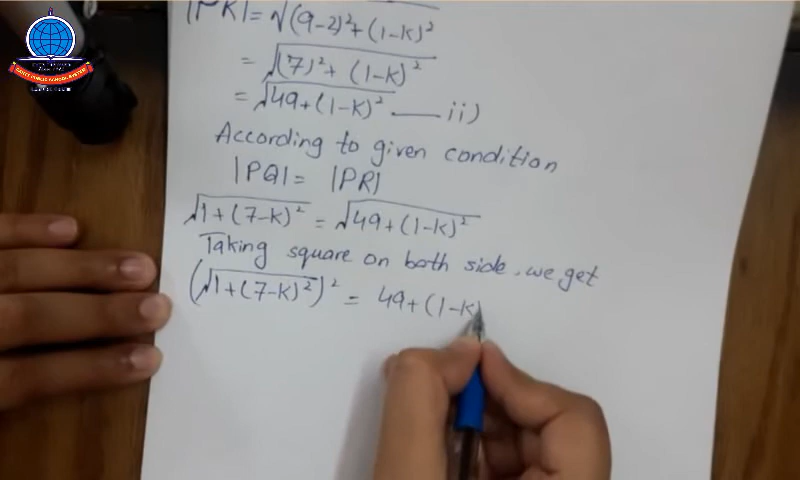 |PR| = √(9-2)²+(1-K)²
= √(7)²+(1-K)²
= √49+(1-K)² —— ii)
According to given condition
|PQ| = |PR|
√1+(7-K)² = √49+(1-K)²
Taking square on both side, we get
(√1+(7-K)²)² = 49+(1-K)